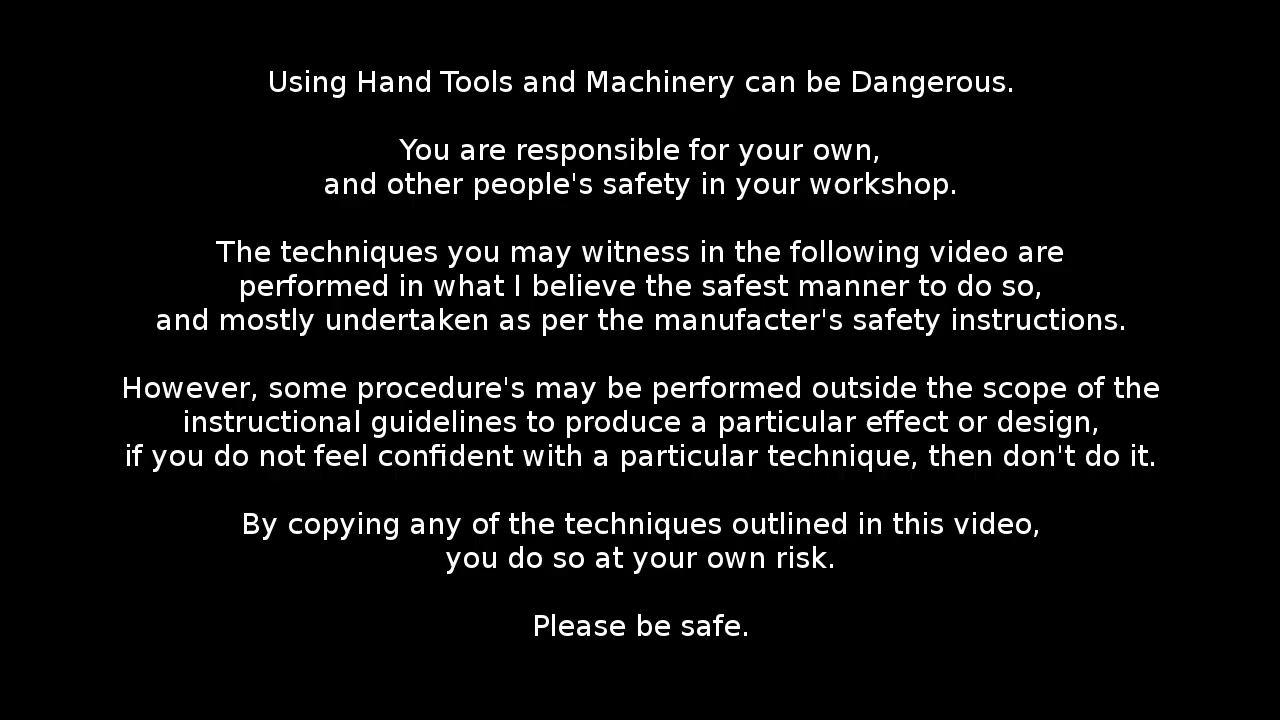 Using Hand Tools and Machinery can be Dangerous.
You are responsible for your own,
and other people's safety in your workshop.
The techniques you may witness in the following video are
performed in what I believe the safest manner to do so,
and mostly undertaken as per the manufacter's safety instructions.
However, some procedure's may be performed outside the scope of the
instructional guidelines to produce a particular effect or design,
if you do not feel confident with a particular technique, then don't do it.
By copying any of the techniques outlined in this video,
you do so at your own risk.
Please be safe.